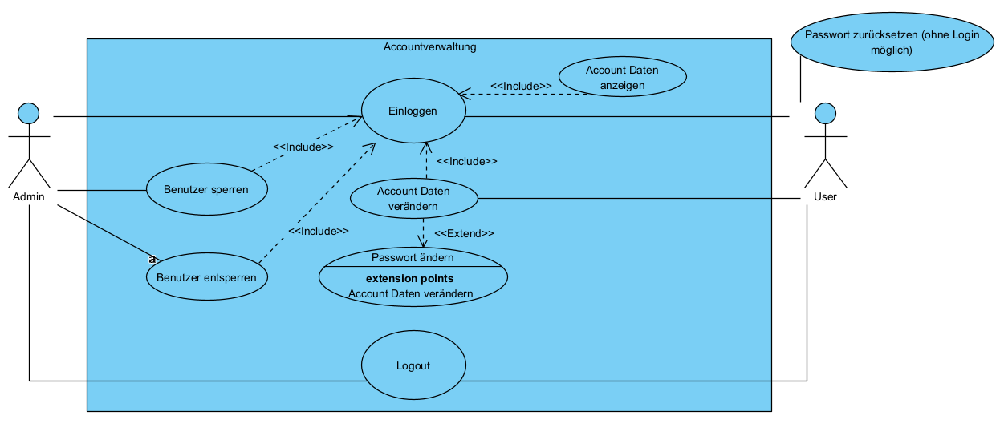 Passwort zurücksetzen (ohne Login
möglich)
Accountverwaltung
Account Daten
anzeigen
<<Include>>
Einloggen
<<Include>>
<<Include>>
Benutzer sperren
Account Daten
verändern
Admin
User
<<Include>>
<<Extend>>
Passwort ändern
Benutzer entsperren
extension points
Account Daten verändern
Logout